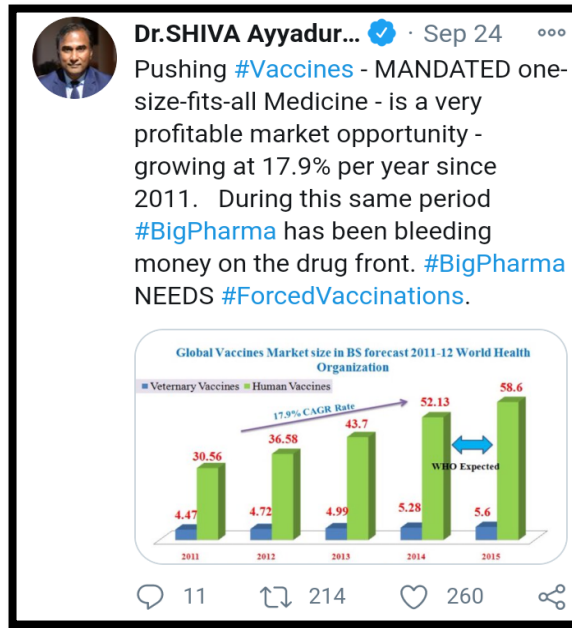 Dr.SHIVA Ayyadur... · Sep 24
Pushing #Vaccines - MANDATED one-
size-fits-all Medicine - is a very
profitable market opportunity -
growing at 17.9% per year since
2011. During this same period
#BigPharma has been bleeding
money on the drug front. #BigPharma
NEEDS #ForcedVaccinations.
Global Vaccines Market size in BS forecast 2011-12 World Health
Organization
Veternary Vaccines Human Vaccines
17.9% CAGR Rate
30.56
36.58
43.7
52.13
58.6
WHO Expected
4.47
4.72
4.99
5.28
5.6
2011 2012 2013 2014 2015
11 214 260